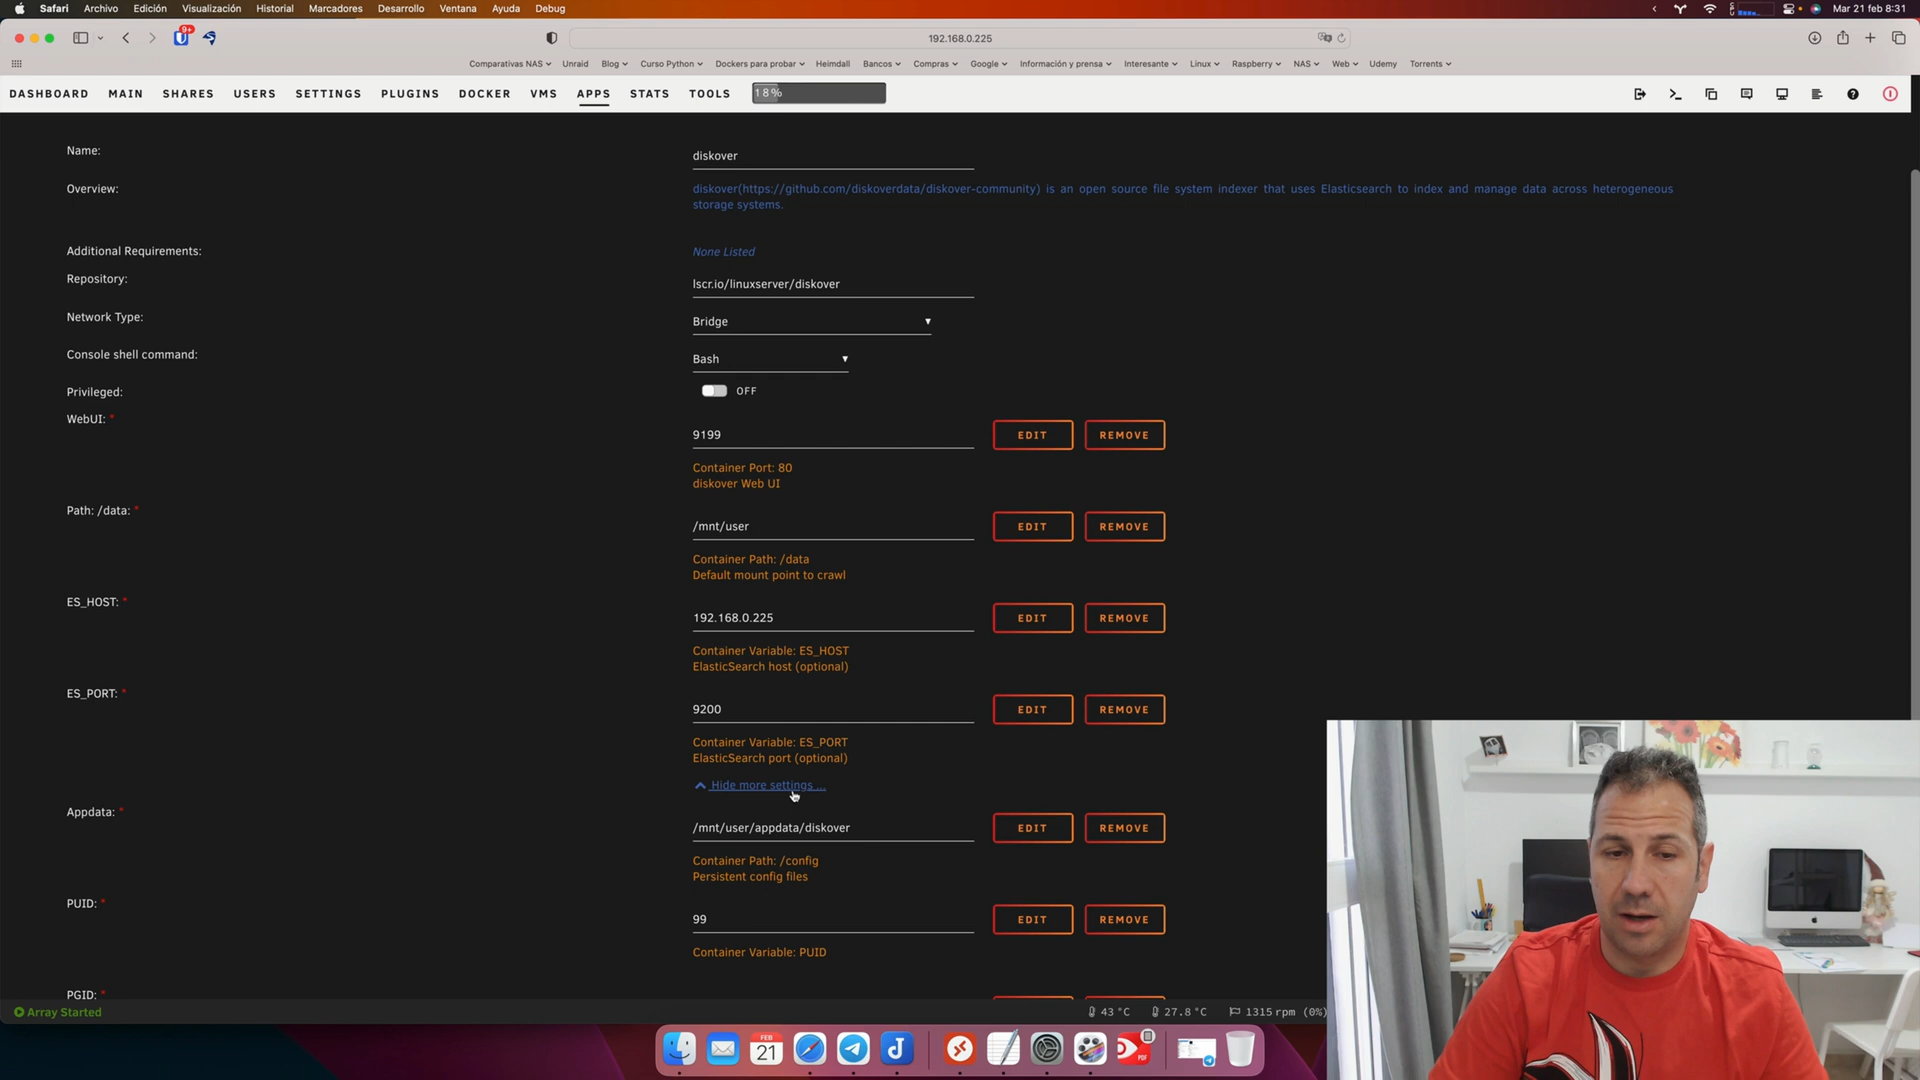 Safari Archivo Edición Visualización Historial Marcadores Desarrollo Ventana Ayuda Debug
Mar 21 feb 8:31
9+
192.168.0.225
Comparativas NAS Unraid Blog Curso Python Dockers para probar Heimdall Bancos Compras Google Información y prensa Interesante Linux Raspberry NAS Web Udemy Torrents
DASHBOARD MAIN SHARES USERS SETTINGS PLUGINS DOCKER VMS APPS STATS TOOLS 18%
Name:
diskover
Overview:
diskover(https://github.com/diskoverdata/diskover-community) is an open source file system indexer that uses Elasticsearch to index and manage data across heterogeneous
storage systems.
Additional Requirements:
None Listed
Repository:
lscr.io/linuxserver/diskover
Network Type:
Bridge
Console shell command:
Bash
Privileged:
OFF
WebUI: *
9199
EDIT REMOVE
Container Port: 80
diskover Web UI
Path: /data: *
/mnt/user
EDIT REMOVE
Container Path: /data
Default mount point to crawl
ES_HOST: *
192.168.0.225
EDIT REMOVE
Container Variable: ES_HOST
ElasticSearch host (optional)
ES_PORT: *
9200
EDIT REMOVE
Container Variable: ES_PORT
ElasticSearch port (optional)
Hide more settings ...
Appdata: *
/mnt/user/appdata/diskover
EDIT REMOVE
Container Path: /config
Persistent config files
PUID: *
99
EDIT REMOVE
Container Variable: PUID
PGID: *
Array Started
43 °C 27.8 °C 1315 rpm (0%)
FEB
21
J
PDF